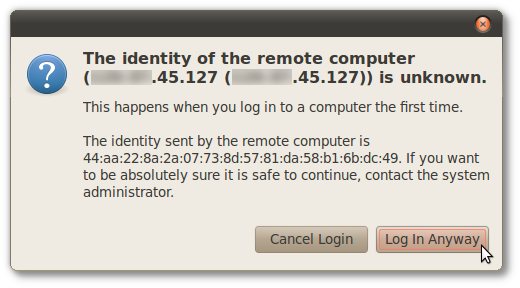 The identity of the remote computer
( .45.127 ( .45.127)) is unknown.
This happens when you log in to a computer the first time.
The identity sent by the remote computer is
44:aa:22:8a:2a:07:73:8d:57:81:da:58:b1:6b:dc:49. If you want
to be absolutely sure it is safe to continue, contact the system
administrator.
Cancel Login Log In Anyway